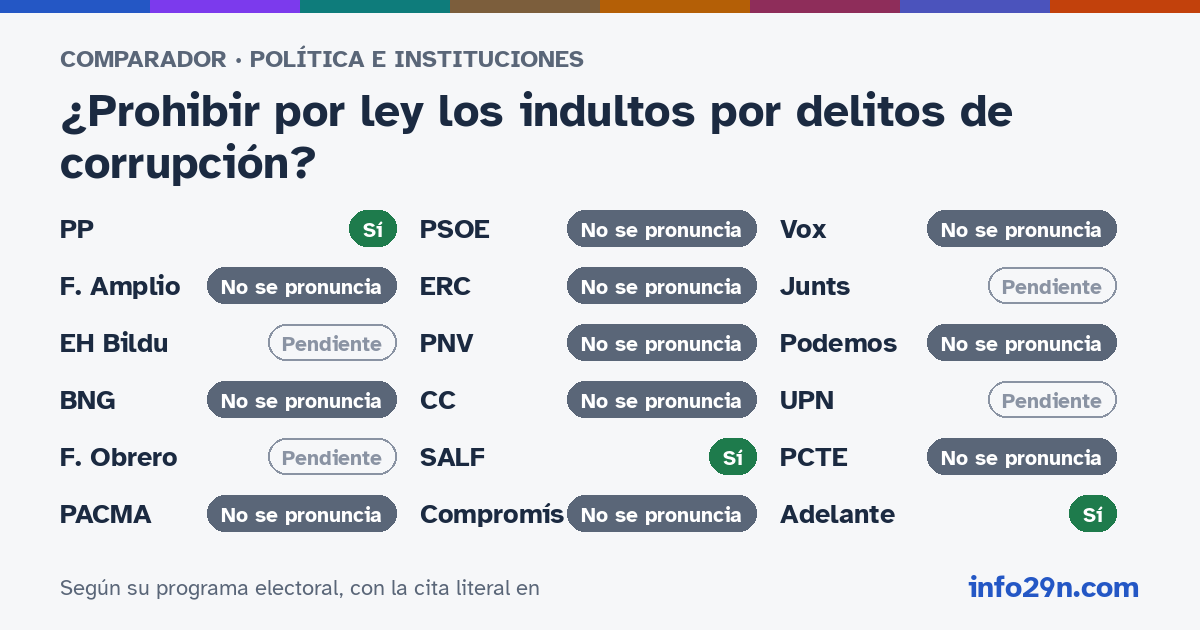 COMPARADOR · POLÍTICA E INSTITUCIONES
¿Prohibir por ley los indultos por delitos de
corrupción?
PP Sí PSOE No se pronuncia Vox No se pronuncia
F. Amplio No se pronuncia ERC No se pronuncia Junts Pendiente
EH Bildu Pendiente PNV No se pronuncia Podemos No se pronuncia
BNG No se pronuncia CC No se pronuncia UPN Pendiente
F. Obrero Pendiente SALF Sí PCTE No se pronuncia
PACMA No se pronuncia Compromís No se pronuncia Adelante Sí
Según su programa electoral, con la cita literal en info29n.com